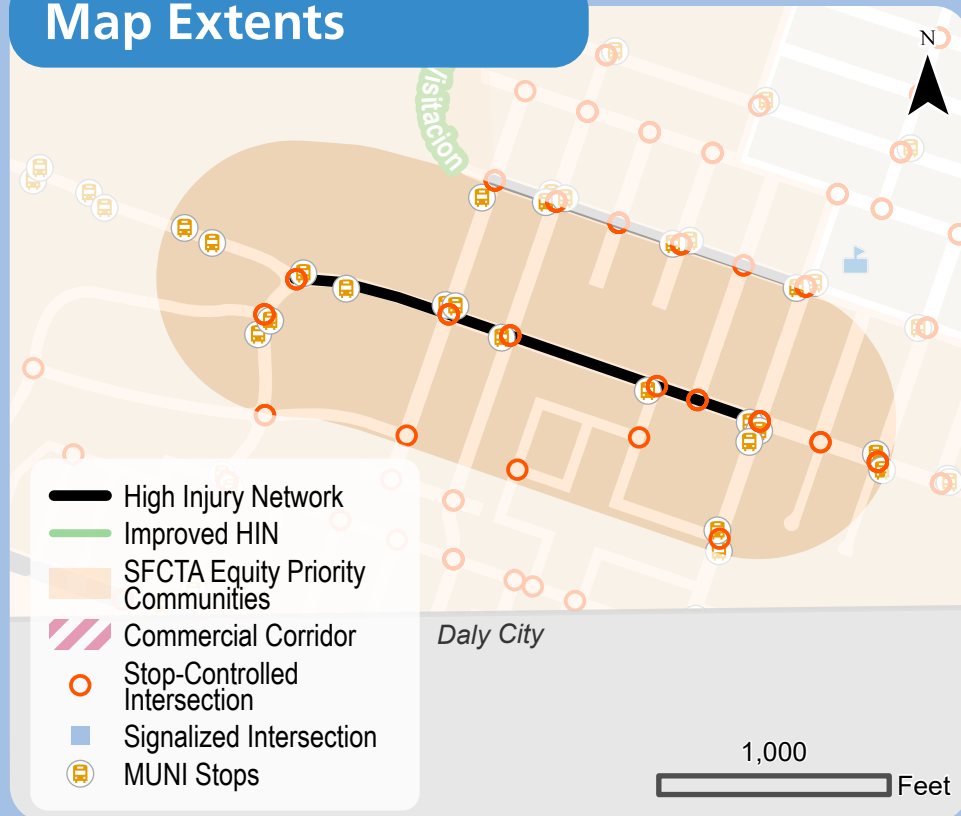 Map Extents
N
Visitacion
High Injury Network
Improved HIN
SFCTA Equity Priority
Communities
Commercial Corridor
Stop-Controlled
Intersection
Signalized Intersection
MUNI Stops
Daly City
1,000
Feet